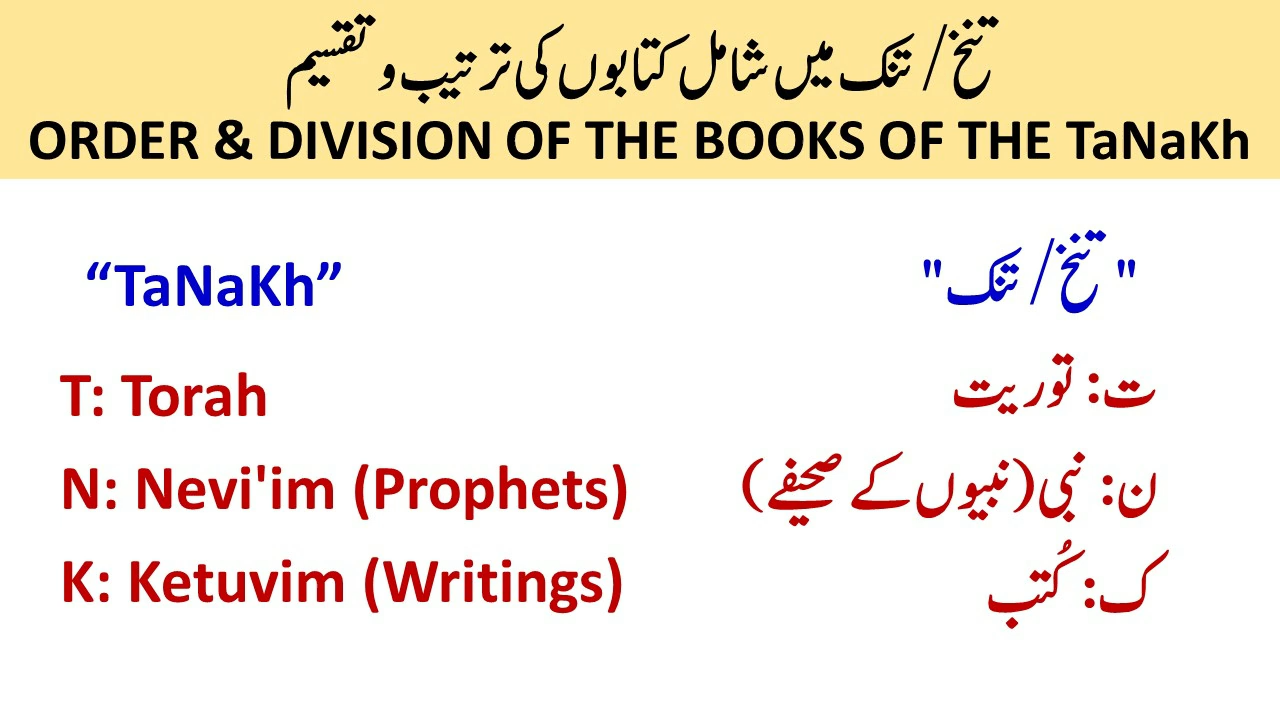 تنخ/ تنک میں شامل کتابوں کی ترتیب و تقسیم
ORDER & DIVISION OF THE BOOKS OF THE TaNaKh
“TaNaKh”
"تنخ/ تنک"
T: Torah
ت: توریت
N: Nevi'im (Prophets)
ن: نبی(نبیوں کے صحیفے)
K: Ketuvim (Writings)
ک: کُتب